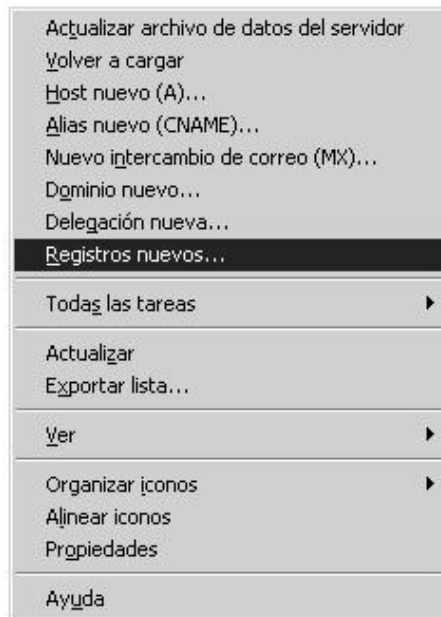 Actualizar archivo de datos del servidor
Volver a cargar
Host nuevo (A)...
Alias nuevo (CNAME)...
Nuevo intercambio de correo (MX)...
Dominio nuevo...
Delegación nueva...
Registros nuevos...
Todas las tareas
Actualizar
Exportar lista...
Ver
Organizar iconos
Alinear iconos
Propiedades
Ayuda